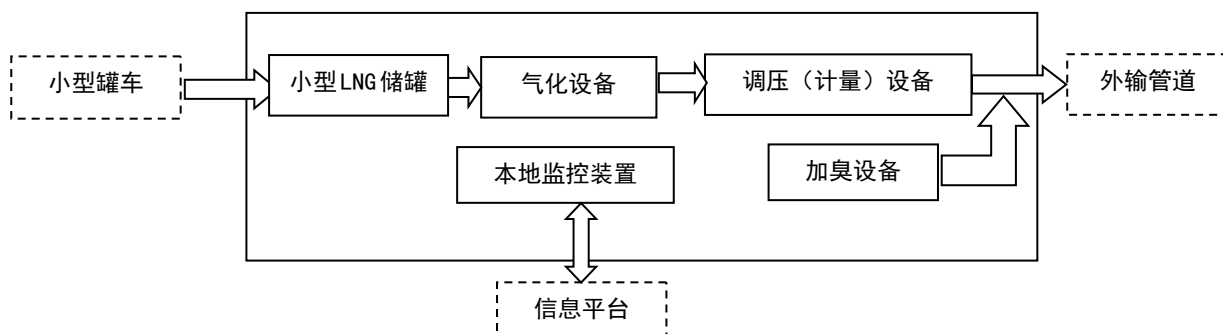 小型罐车
小型LNG储罐
气化设备
调压（计量）设备
外输管道
本地监控装置
加臭设备
信息平台